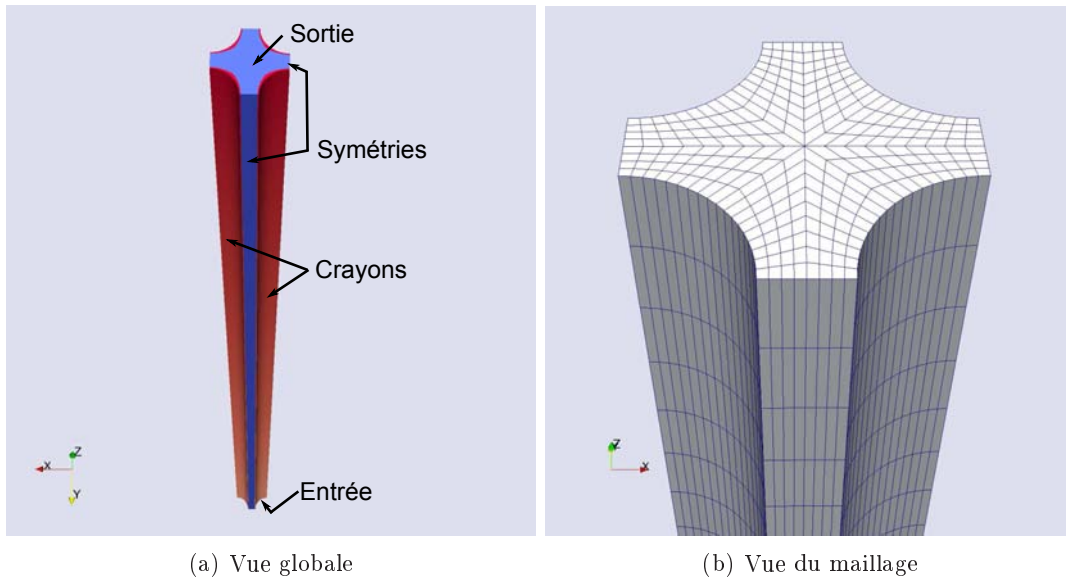 Sortie
Symétries
Crayons
Entrée
Z
X
Y
Z
X
(a) Vue globale
(b) Vue du maillage